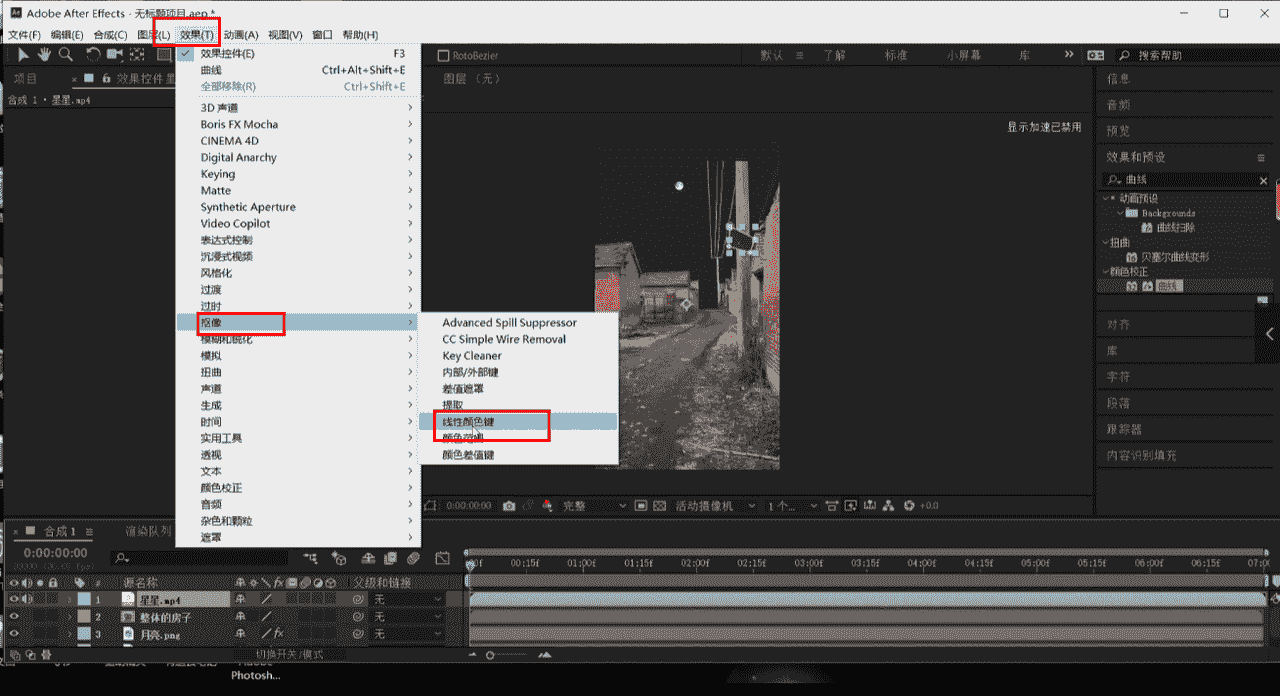 Adobe After Effects - 无标题项目.aep *
文件(F) 编辑(E) 合成(C) 图层(L) 效果(T) 动画(A) 视图(V) 窗口 帮助(H)
RotoBezier
默认 了解 标准 小屏幕 库 搜索帮助
项目 效果控件 星
合成 1 · 星星.mp4
效果控件(E) F3
曲线 Ctrl+Alt+Shift+E
全部移除(R) Ctrl+Shift+E
3D 声道
Boris FX Mocha
CINEMA 4D
Digital Anarchy
Keying
Matte
Synthetic Aperture
Video Copilot
表达式控制
沉浸式视频
风格化
过渡
过时
抠像
模糊和锐化
模拟
扭曲
声道
生成
时间
实用工具
透视
文本
颜色校正
音频
杂色和颗粒
遮罩
Advanced Spill Suppressor
CC Simple Wire Removal
Key Cleaner
内部/外部键
差值遮罩
提取
线性颜色键
颜色范围
颜色差值键
图层 （无）
显示加速已禁用
信息
音频
预览
效果和预设
曲线
动画预设
Backgrounds
曲线扫除
扭曲
贝塞尔曲线变形
颜色校正
曲线
对齐
库
字符
段落
跟踪器
内容识别填充
0:00:00:00 完整 活动摄像机 1 个... +0.0
合成 1 渲染队列
0:00:00:00
00:15f 01:00f 01:15f 02:00f 02:15f 03:00f 03:15f 04:00f 04:15f 05:00f 05:15f 06:00f 06:15f 07:0
# 源名称 父级和链接
1 星星.mp4 无
2 整体的房子 无
3 月亮.png 无
切换开关/模式
Adobe
Photosh...